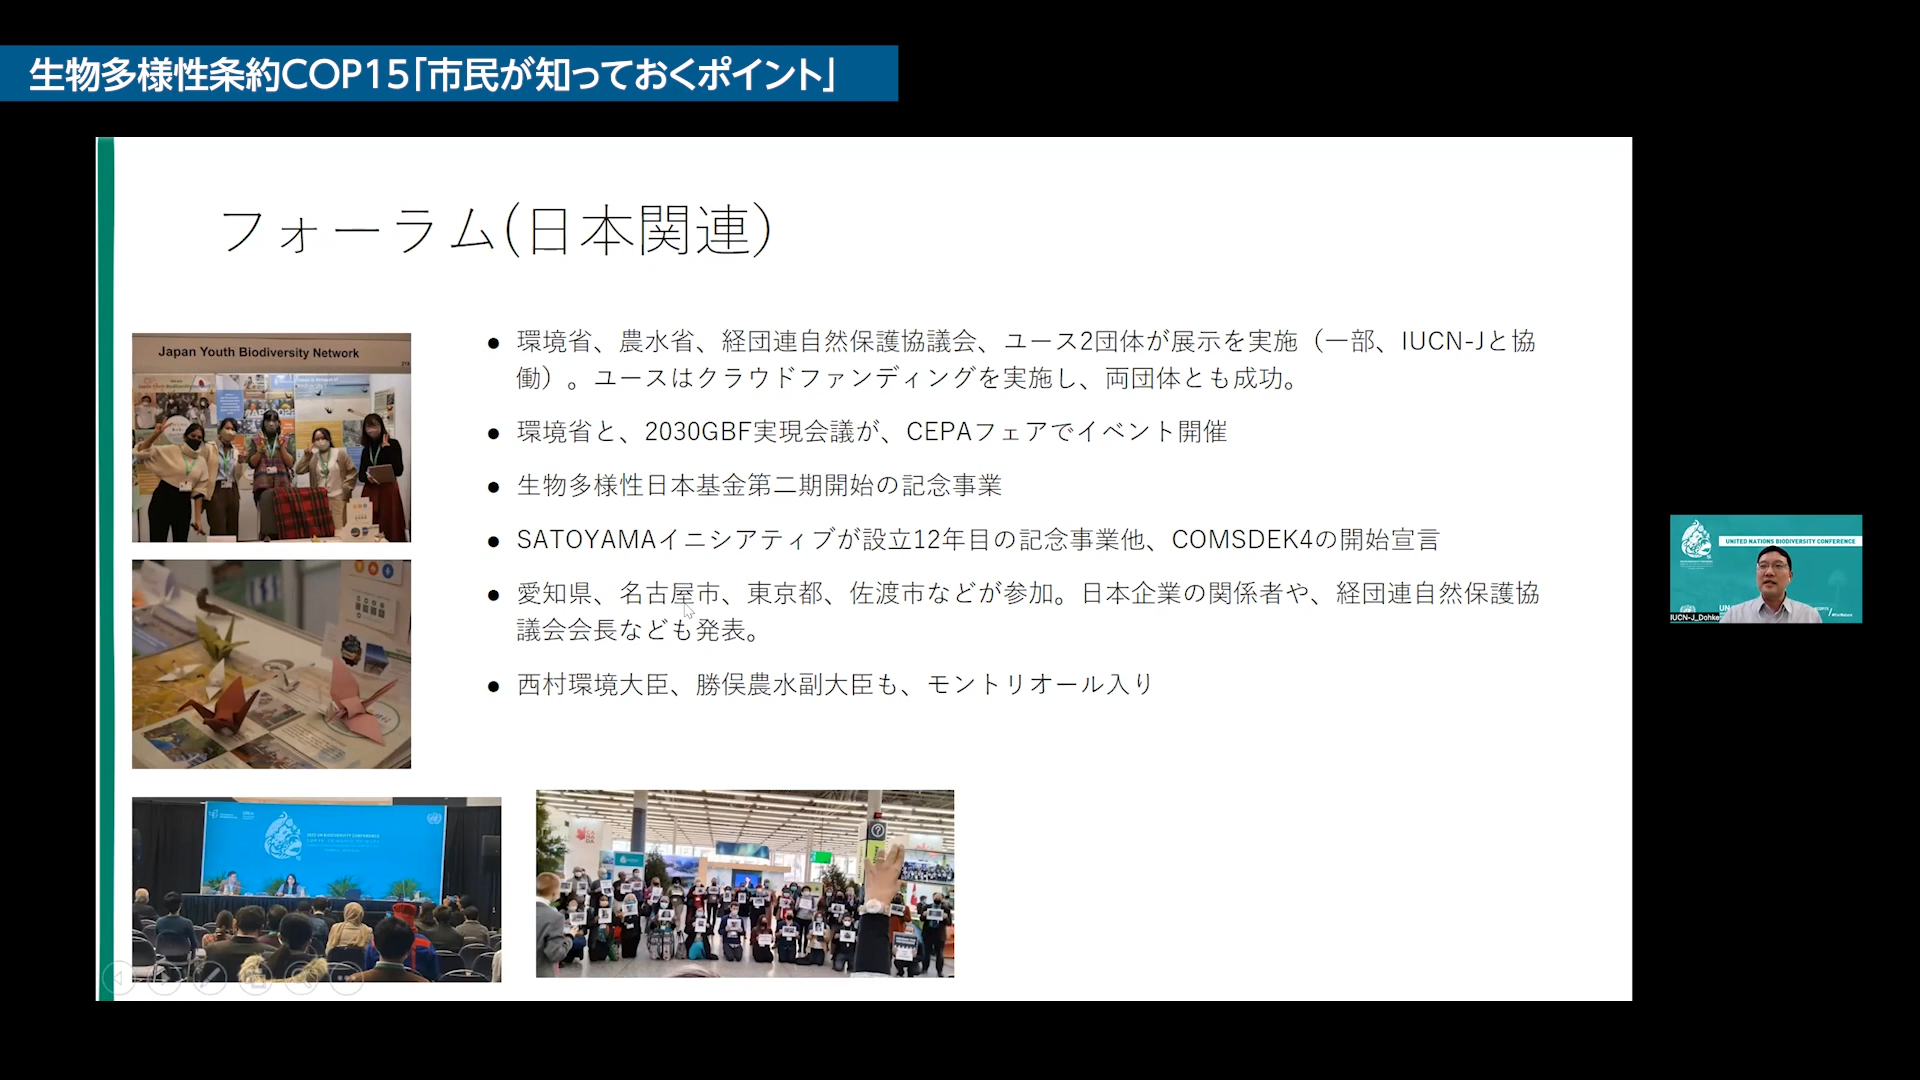 生物多様性条約COP15「市民が知っておくポイント」
フォーラム(日本関連)
Japan Youth Biodiversity Network
● 環境省、農水省、経団連自然保護協議会、ユース2団体が展示を実施（一部、IUCN-Jと協
働）。ユースはクラウドファンディングを実施し、両団体とも成功。
● 環境省と、2030GBF実現会議が、CEPAフェアでイベント開催
● 生物多様性日本基金第二期開始の記念事業
● SATOYAMAイニシアティブが設立12年目の記念事業他、COMSDEK4の開始宣言
● 愛知県、名古屋市、東京都、佐渡市などが参加。日本企業の関係者や、経団連自然保護協
議会会長なども発表。
● 西村環境大臣、勝俣農水副大臣も、モントリオール入り
UNITED NATIONS BIODIVERSITY CONFERENCE
IUCN-J_Dohke